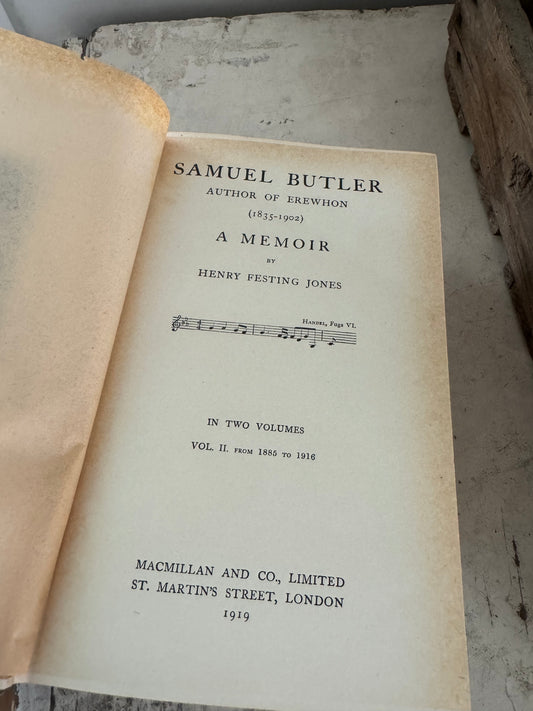 SAMUEL BUTLER
AUTHOR OF EREWHON
(1835-1902)
A MEMOIR
BY
HENRY FESTING JONES
HANDEL, Fuga VI.
IN TWO VOLUMES
VOL. II. FROM 1885 TO 1916
MACMILLAN AND CO., LIMITED
ST. MARTIN'S STREET, LONDON
1919